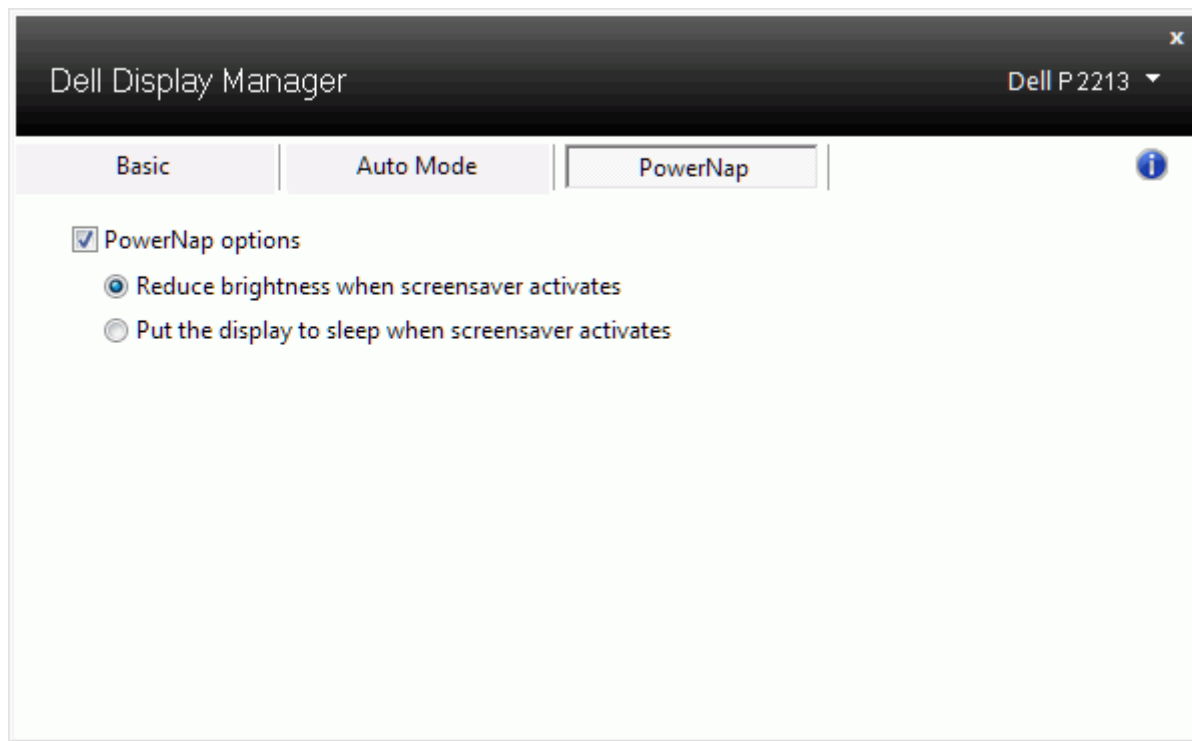 x
Dell Display Manager
Dell P2213
Basic
Auto Mode
PowerNap
i
PowerNap options
Reduce brightness when screensaver activates
Put the display to sleep when screensaver activates